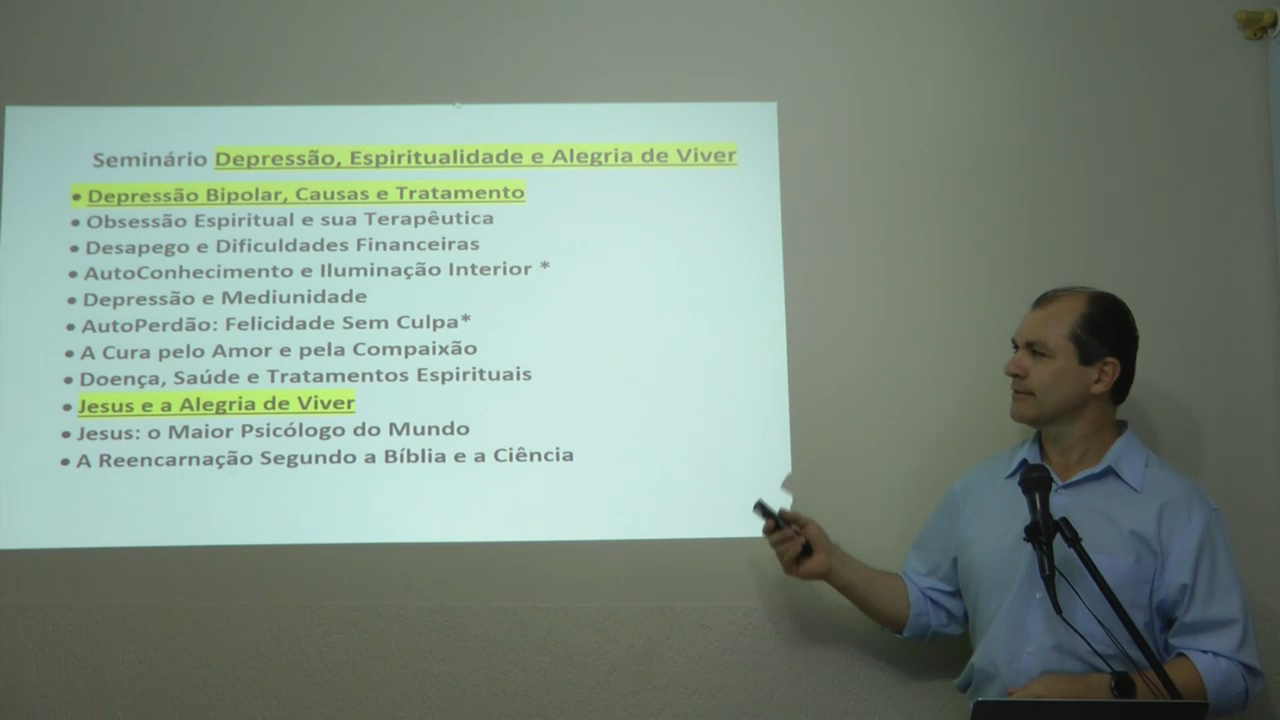 Seminário Depressão, Espiritualidade e Alegria de Viver
• Depressão Bipolar, Causas e Tratamento
• Obsessão Espiritual e sua Terapêutica
• Desapego e Dificuldades Financeiras
• AutoConhecimento e Iluminação Interior *
• Depressão e Mediunidade
• AutoPerdão: Felicidade Sem Culpa*
• A Cura pelo Amor e pela Compaixão
• Doença, Saúde e Tratamentos Espirituais
• Jesus e a Alegria de Viver
• Jesus: o Maior Psicólogo do Mundo
• A Reencarnação Segundo a Bíblia e a Ciência